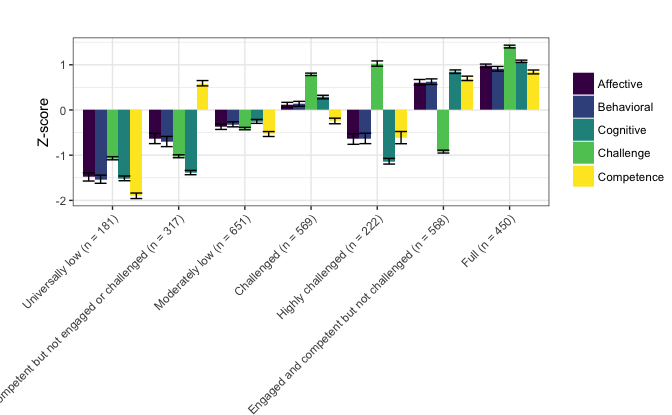 Z-score
1
0
-1
-2
Universally low (n = 181)
but not engaged or challenged (n = 317)
Moderately low (n = 651)
Challenged (n = 569)
Highly challenged (n = 222)
Engaged and competent but not challenged (n = 568)
Full (n = 450)
Affective
Behavioral
Cognitive
Challenge
Competence